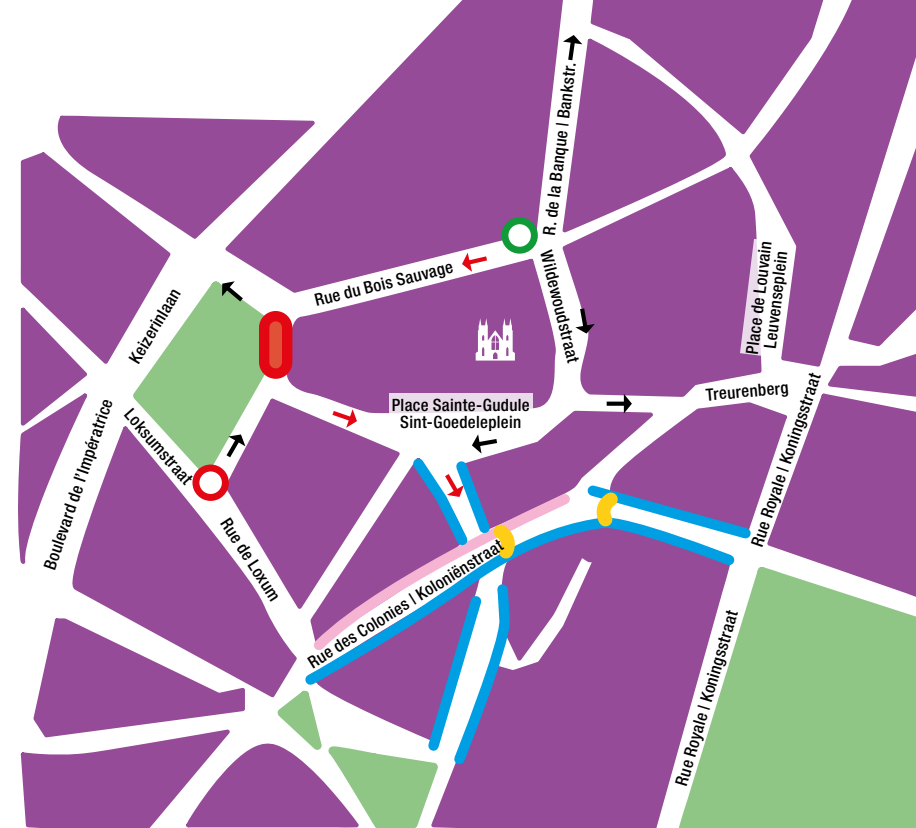 R. de la Banque | Bankstr.
Rue du Bois Sauvage
Wildewoudstraat
Place de Louvain
Leuvenseplein
Keizerinlaan
Boulevard de l'Impératrice
Loksumstraat
Rue de Loxum
Place Sainte-Gudule
Sint-Goedeleplein
Treurenberg
Rue Royale | Koningsstraat
Rue des Colonies | Koloniënstraat
Rue Royale | Koningsstraat